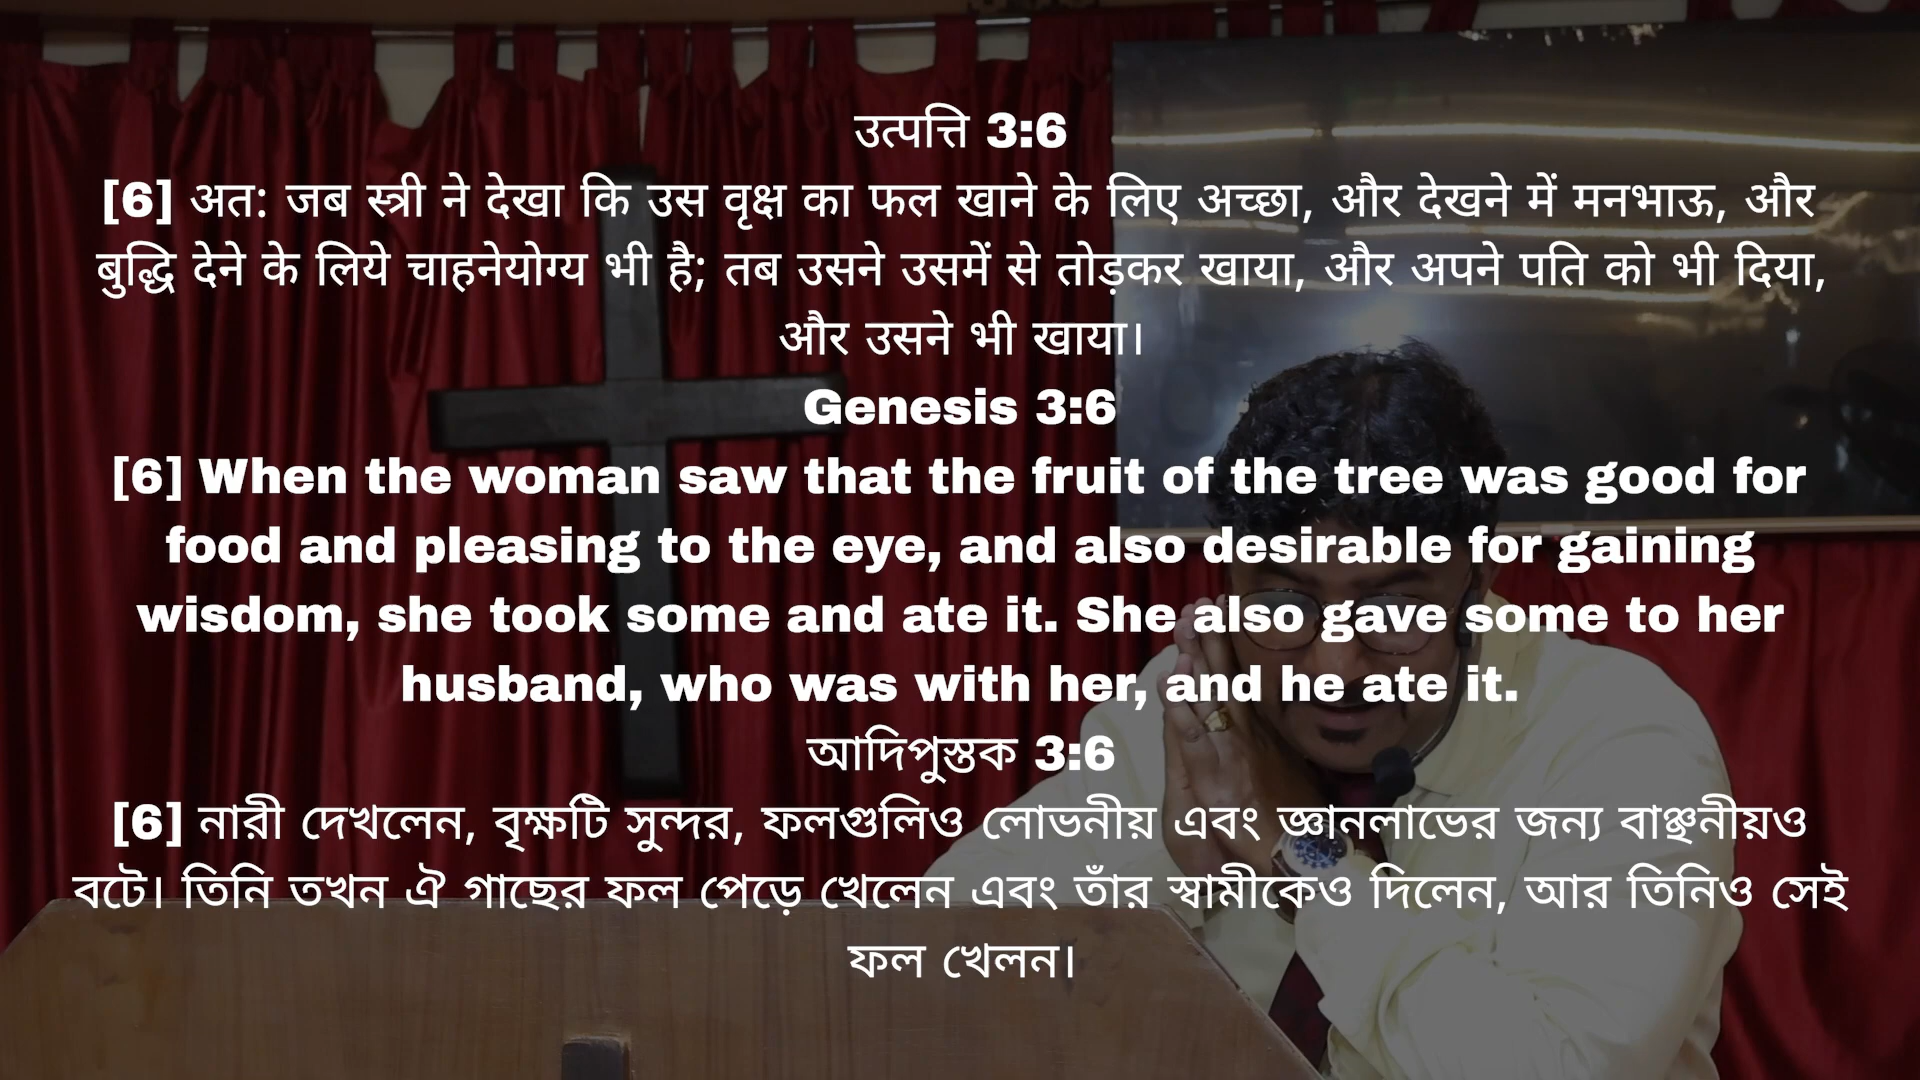 उत्पत्ति 3:6
[6] अत: जब स्त्री ने देखा कि उस वृक्ष का फल खाने के लिए अच्छा, और देखने में मनभाऊ, और
बुद्धि देने के लिये चाहनेयोग्य भी है; तब उसने उसमें से तोड़कर खाया, और अपने पति को भी दिया,
और उसने भी खाया।
Genesis 3:6
[6] When the woman saw that the fruit of the tree was good for
food and pleasing to the eye, and also desirable for gaining
wisdom, she took some and ate it. She also gave some to her
husband, who was with her, and he ate it.
আদিপুস্তক 3:6
[6] নারী দেখলেন, বৃক্ষটি সুন্দর, ফলগুলিও লোভনীয় এবং জ্ঞানলাভের জন্য বাঞ্ছনীয়ও
বটে। তিনি তখন ঐ গাছের ফল পেড়ে খেলেন এবং তাঁর স্বামীকেও দিলেন, আর তিনিও সেই
ফল খেলন।